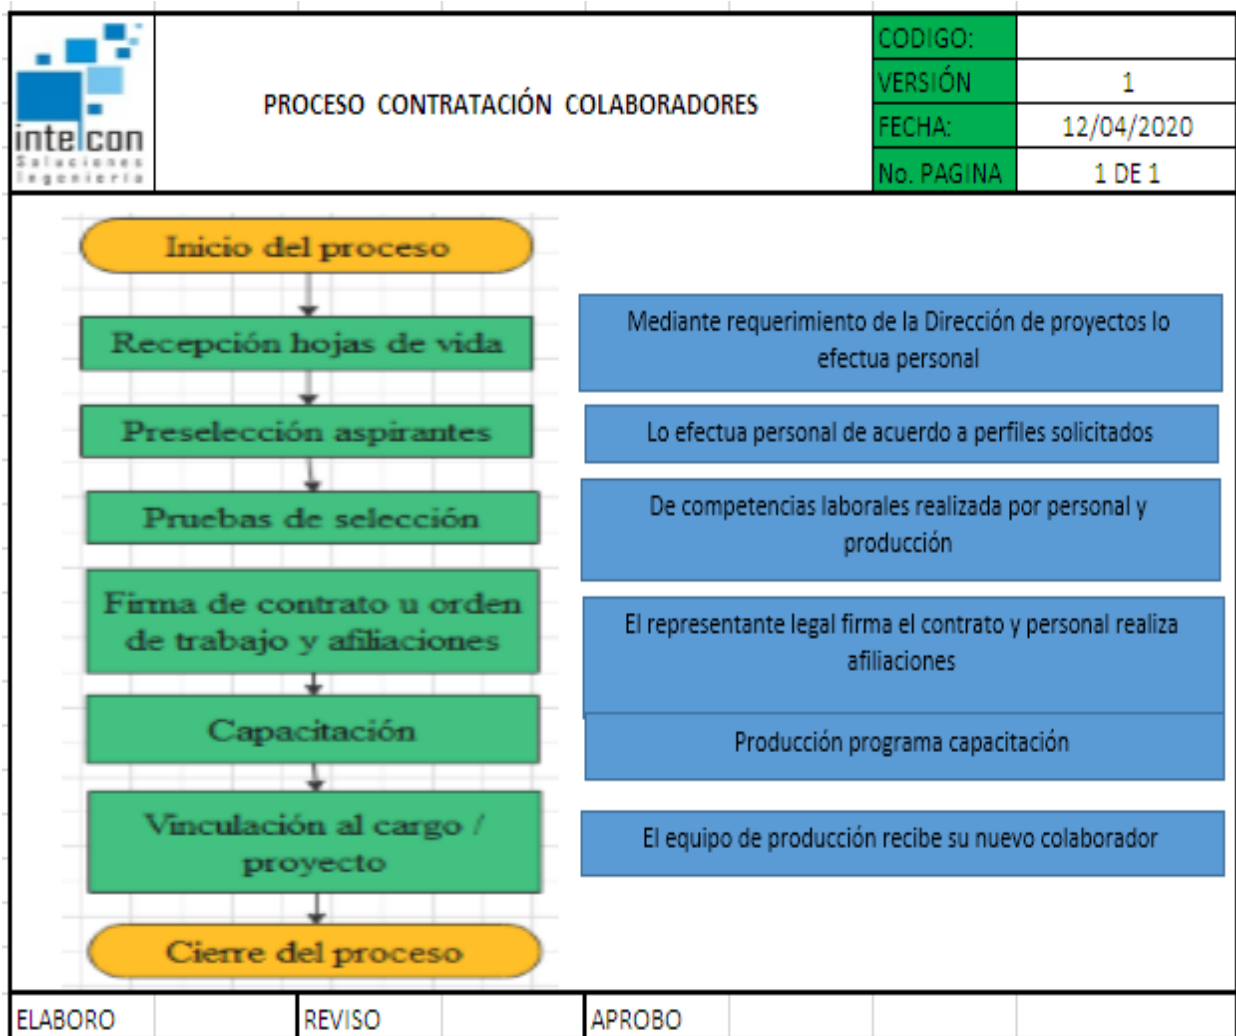 intelcon
Soluciones
Ingeniería
PROCESO CONTRATACIÓN COLABORADORES
CODIGO:
VERSIÓN 1
FECHA: 12/04/2020
No. PAGINA 1 DE 1
Inicio del proceso
Recepción hojas de vida
Mediante requerimiento de la Dirección de proyectos lo
efectua personal
Preselección aspirantes
Lo efectua personal de acuerdo a perfiles solicitados
Pruebas de selección
De competencias laborales realizada por personal y
producción
Firma de contrato u orden
de trabajo y afiliaciones
El representante legal firma el contrato y personal realiza
afiliaciones
Capacitación
Producción programa capacitación
Vinculación al cargo /
proyecto
El equipo de producción recibe su nuevo colaborador
Cierre del proceso
ELABORO REVISO APROBO